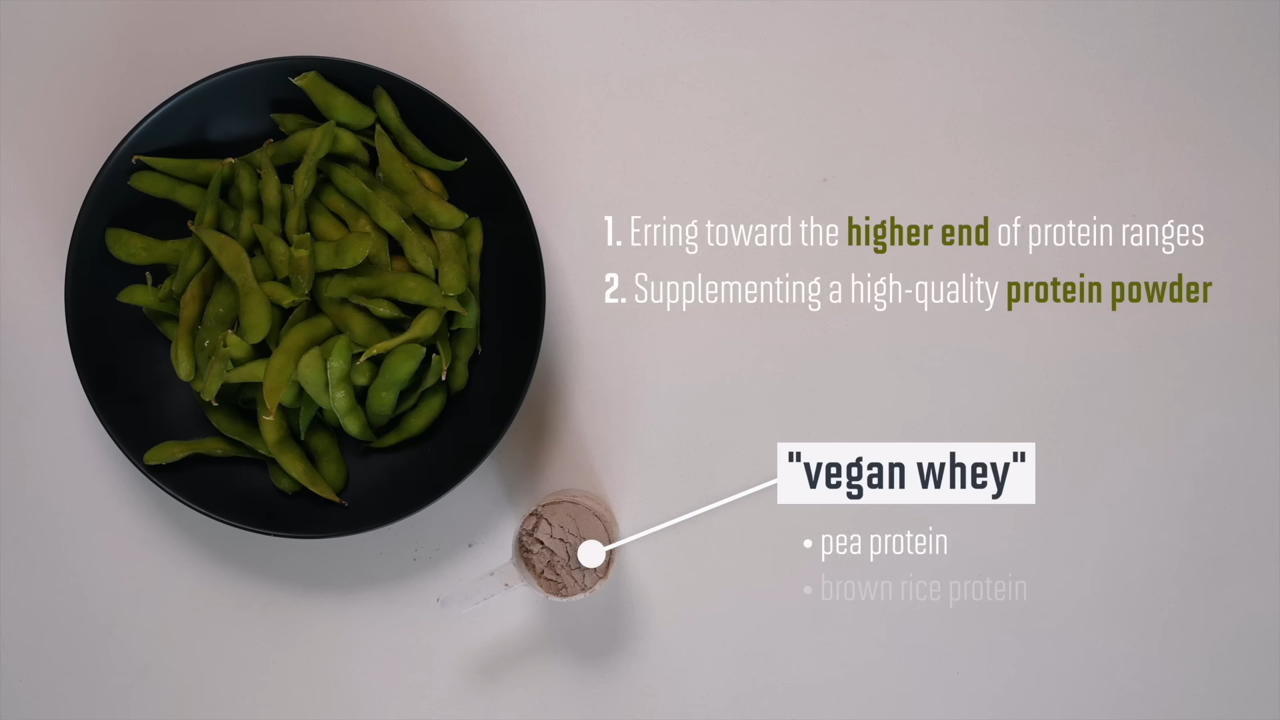 1. Erring toward the higher end of protein ranges
2. Supplementing a high-quality protein powder
"vegan whey"
• pea protein
• brown rice protein